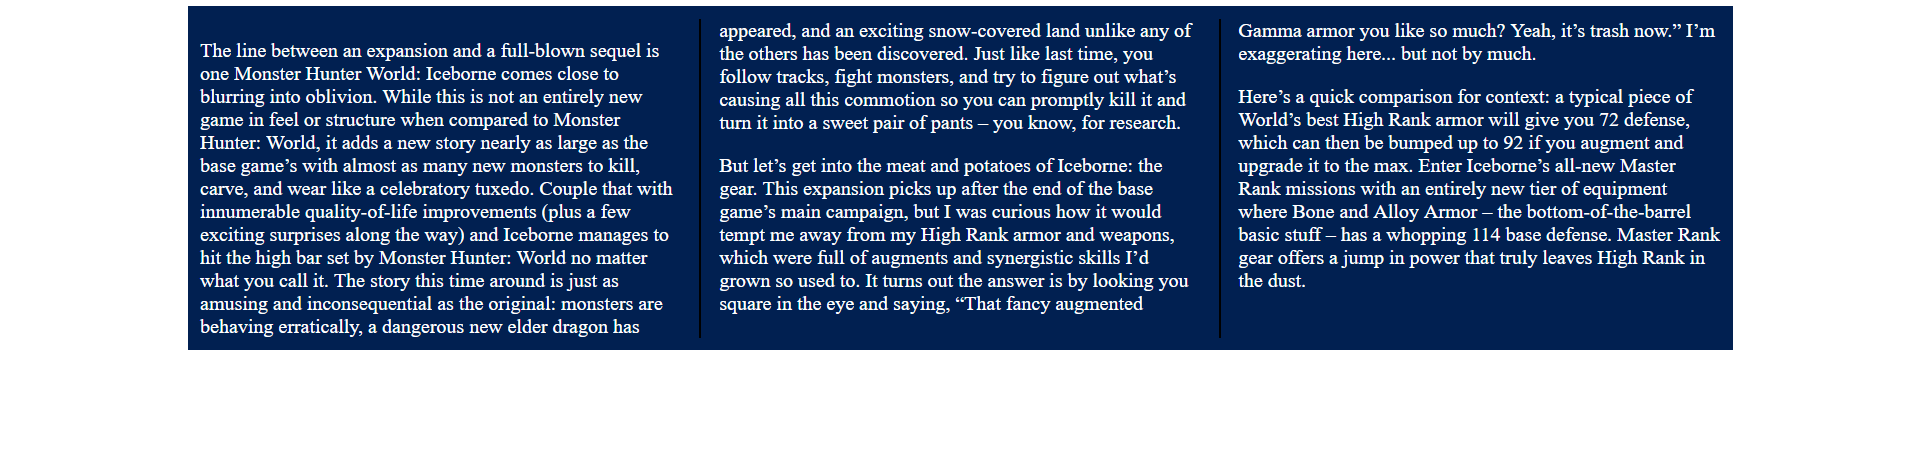 The line between an expansion and a full-blown sequel is
one Monster Hunter World: Iceborne comes close to
blurring into oblivion. While this is not an entirely new
game in feel or structure when compared to Monster
Hunter: World, it adds a new story nearly as large as the
base game’s with almost as many new monsters to kill,
carve, and wear like a celebratory tuxedo. Couple that with
innumerable quality-of-life improvements (plus a few
exciting surprises along the way) and Iceborne manages to
hit the high bar set by Monster Hunter: World no matter
what you call it. The story this time around is just as
amusing and inconsequential as the original: monsters are
behaving erratically, a dangerous new elder dragon has
appeared, and an exciting snow-covered land unlike any of
the others has been discovered. Just like last time, you
follow tracks, fight monsters, and try to figure out what’s
causing all this commotion so you can promptly kill it and
turn it into a sweet pair of pants – you know, for research.
But let’s get into the meat and potatoes of Iceborne: the
gear. This expansion picks up after the end of the base
game’s main campaign, but I was curious how it would
tempt me away from my High Rank armor and weapons,
which were full of augments and synergistic skills I’d
grown so used to. It turns out the answer is by looking you
square in the eye and saying, “That fancy augmented
Gamma armor you like so much? Yeah, it’s trash now.” I’m
exaggerating here... but not by much.
Here’s a quick comparison for context: a typical piece of
World’s best High Rank armor will give you 72 defense,
which can then be bumped up to 92 if you augment and
upgrade it to the max. Enter Iceborne’s all-new Master
Rank missions with an entirely new tier of equipment
where Bone and Alloy Armor – the bottom-of-the-barrel
basic stuff – has a whopping 114 base defense. Master Rank
gear offers a jump in power that truly leaves High Rank in
the dust.